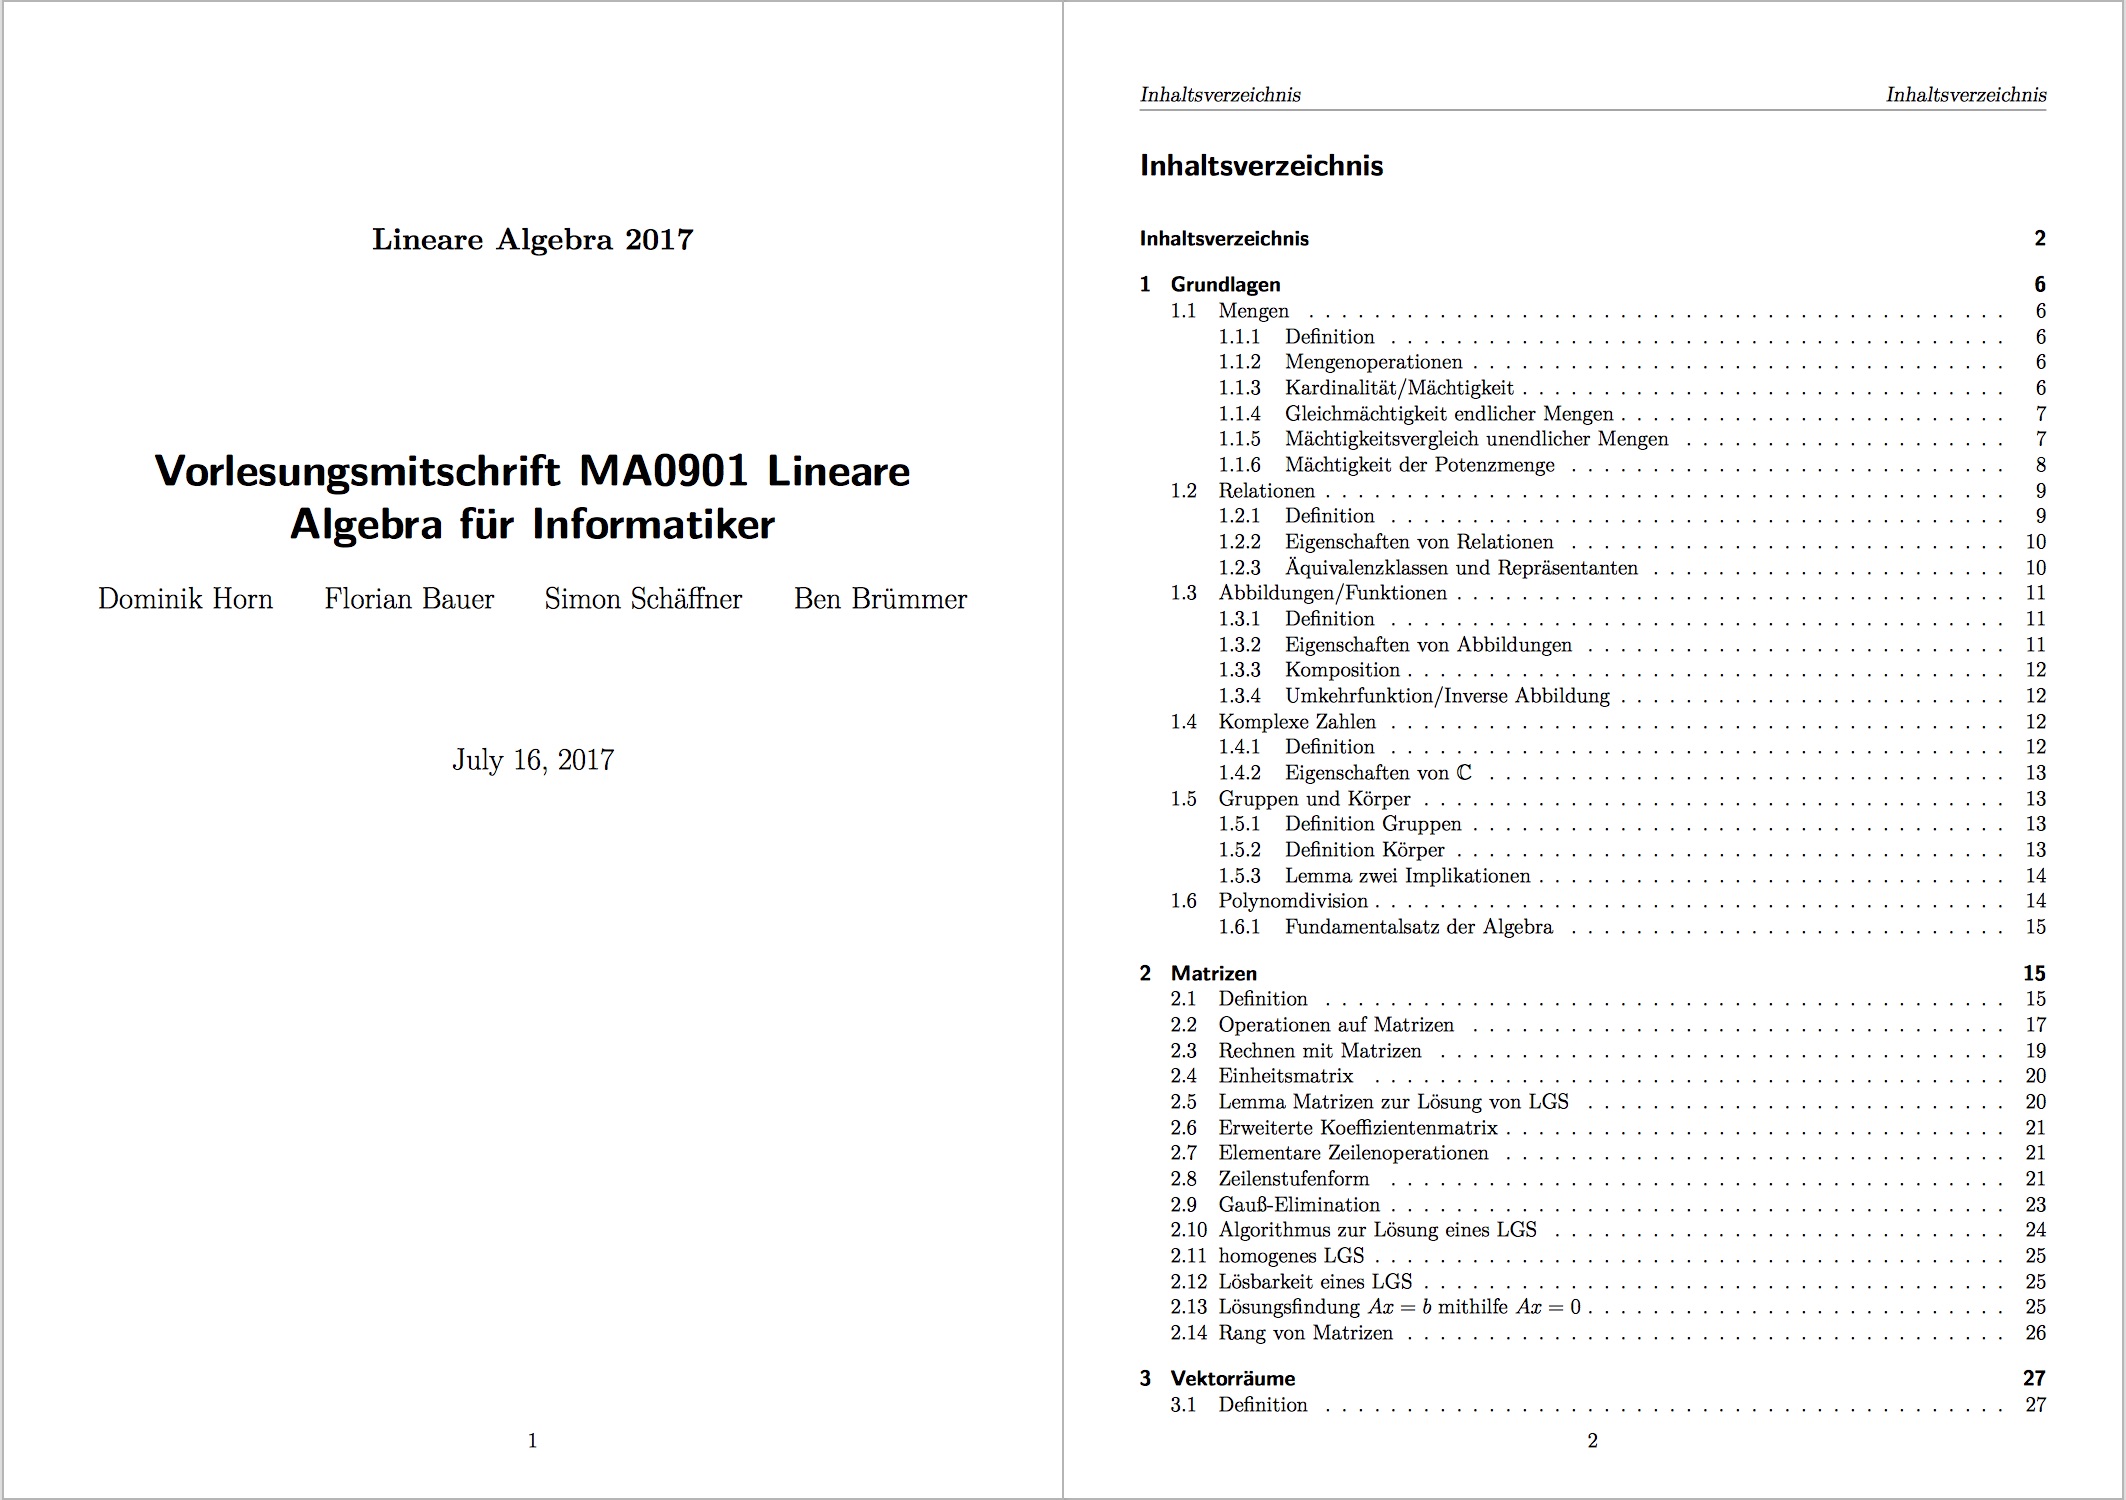 Lineare Algebra 2017
Vorlesungsmitschrift MA0901 Lineare
Algebra für Informatiker
Dominik Horn Florian Bauer Simon Schäffner Ben Brümmer
July 16, 2017
1
Inhaltsverzeichnis Inhaltsverzeichnis
Inhaltsverzeichnis
Inhaltsverzeichnis 2
1 Grundlagen 6
1.1 Mengen . . . . . . . . . . . . . . . . . . . . 6
1.1.1 Definition . . . . . . . . . . . . . . . . . . . . 6
1.1.2 Mengenoperationen . . . . . . . . . . . . . . . . . . . . 6
1.1.3 Kardinalität/Mächtigkeit . . . . . . . . . . . . . . . . . . . . 6
1.1.4 Gleichmächtigkeit endlicher Mengen . . . . . . . . . . . . . . . . . . . . 7
1.1.5 Mächtigkeitsvergleich unendlicher Mengen . . . . . . . . . . . . . . . . . . . . 7
1.1.6 Mächtigkeit der Potenzmenge . . . . . . . . . . . . . . . . . . . . 8
1.2 Relationen . . . . . . . . . . . . . . . . . . . . 9
1.2.1 Definition . . . . . . . . . . . . . . . . . . . . 9
1.2.2 Eigenschaften von Relationen . . . . . . . . . . . . . . . . . . . . 10
1.2.3 Äquivalenzklassen und Repräsentanten . . . . . . . . . . . . . . . . . . . . 10
1.3 Abbildungen/Funktionen . . . . . . . . . . . . . . . . . . . . 11
1.3.1 Definition . . . . . . . . . . . . . . . . . . . . 11
1.3.2 Eigenschaften von Abbildungen . . . . . . . . . . . . . . . . . . . . 11
1.3.3 Komposition . . . . . . . . . . . . . . . . . . . . 12
1.3.4 Umkehrfunktion/Inverse Abbildung . . . . . . . . . . . . . . . . . . . . 12
1.4 Komplexe Zahlen . . . . . . . . . . . . . . . . . . . . 12
1.4.1 Definition . . . . . . . . . . . . . . . . . . . . 12
1.4.2 Eigenschaften von ℂ . . . . . . . . . . . . . . . . . . . . 13
1.5 Gruppen und Körper . . . . . . . . . . . . . . . . . . . . 13
1.5.1 Definition Gruppen . . . . . . . . . . . . . . . . . . . . 13
1.5.2 Definition Körper . . . . . . . . . . . . . . . . . . . . 13
1.5.3 Lemma zwei Implikationen . . . . . . . . . . . . . . . . . . . . 14
1.6 Polynomdivision . . . . . . . . . . . . . . . . . . . . 14
1.6.1 Fundamentalsatz der Algebra . . . . . . . . . . . . . . . . . . . . 15
2 Matrizen 15
2.1 Definition . . . . . . . . . . . . . . . . . . . . 15
2.2 Operationen auf Matrizen . . . . . . . . . . . . . . . . . . . . 17
2.3 Rechnen mit Matrizen . . . . . . . . . . . . . . . . . . . . 19
2.4 Einheitsmatrix . . . . . . . . . . . . . . . . . . . . 20
2.5 Lemma Matrizen zur Lösung von LGS . . . . . . . . . . . . . . . . . . . . 20
2.6 Erweiterte Koeffizientenmatrix . . . . . . . . . . . . . . . . . . . . 21
2.7 Elementare Zeilenoperationen . . . . . . . . . . . . . . . . . . . . 21
2.8 Zeilenstufenform . . . . . . . . . . . . . . . . . . . . 21
2.9 Gauß-Elimination . . . . . . . . . . . . . . . . . . . . 23
2.10 Algorithmus zur Lösung eines LGS . . . . . . . . . . . . . . . . . . . . 24
2.11 homogenes LGS . . . . . . . . . . . . . . . . . . . . 25
2.12 Lösbarkeit eines LGS . . . . . . . . . . . . . . . . . . . . 25
2.13 Lösungsfindung Ax = b mithilfe Ax = 0 . . . . . . . . . . . . . . . . . . . . 25
2.14 Rang von Matrizen . . . . . . . . . . . . . . . . . . . . 26
3 Vektorräume 27
3.1 Definition . . . . . . . . . . . . . . . . . . . . 27
2